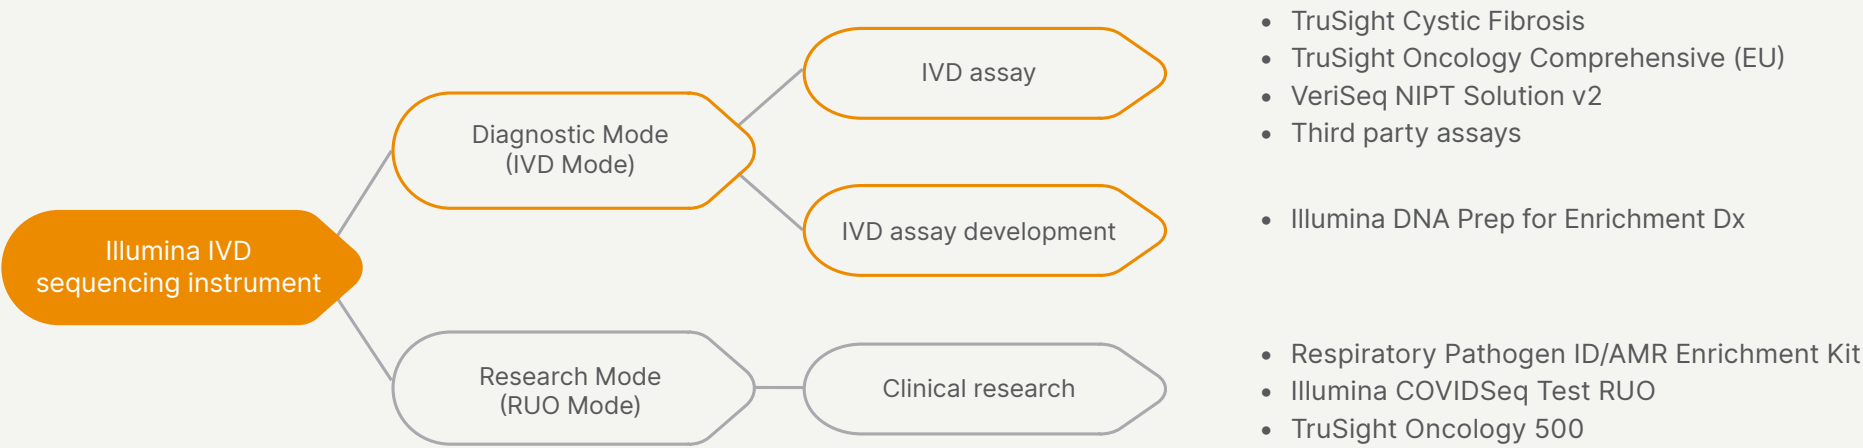 Illumina IVD
sequencing instrument
Diagnostic Mode
(IVD Mode)
IVD assay
• TruSight Cystic Fibrosis
• TruSight Oncology Comprehensive (EU)
• VeriSeq NIPT Solution v2
• Third party assays
IVD assay development
• Illumina DNA Prep for Enrichment Dx
Research Mode
(RUO Mode)
Clinical research
• Respiratory Pathogen ID/AMR Enrichment Kit
• Illumina COVIDSeq Test RUO
• TruSight Oncology 500